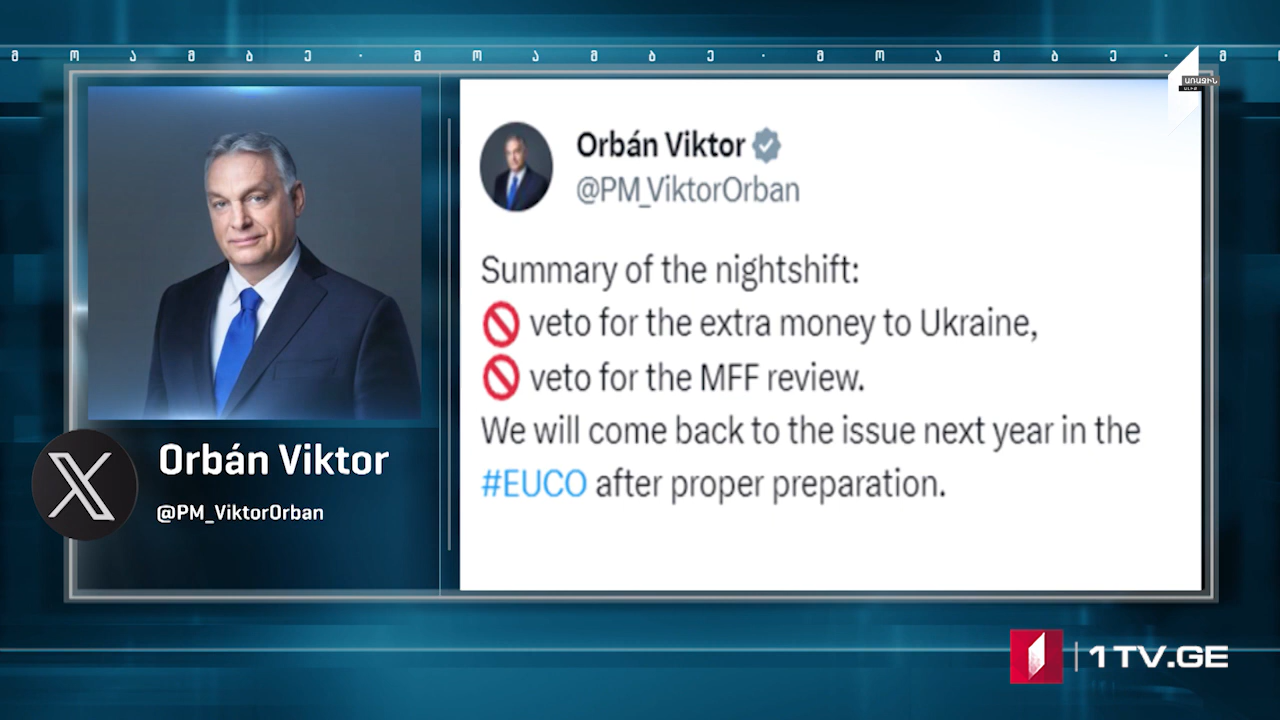 მ ო ა მ ბ ე · მ ო ა მ ბ ე · მ ო ა მ ბ ე · მ
ԱՌԱՋԻՆ
ԱԼԻՔ
Orbán Viktor
@PM_ViktorOrban
Summary of the nightshift:
🚫 veto for the extra money to Ukraine,
🚫 veto for the MFF review.
We will come back to the issue next year in the
#EUCO after proper preparation.
Orbán Viktor
@PM_ViktorOrban
1TV.GE